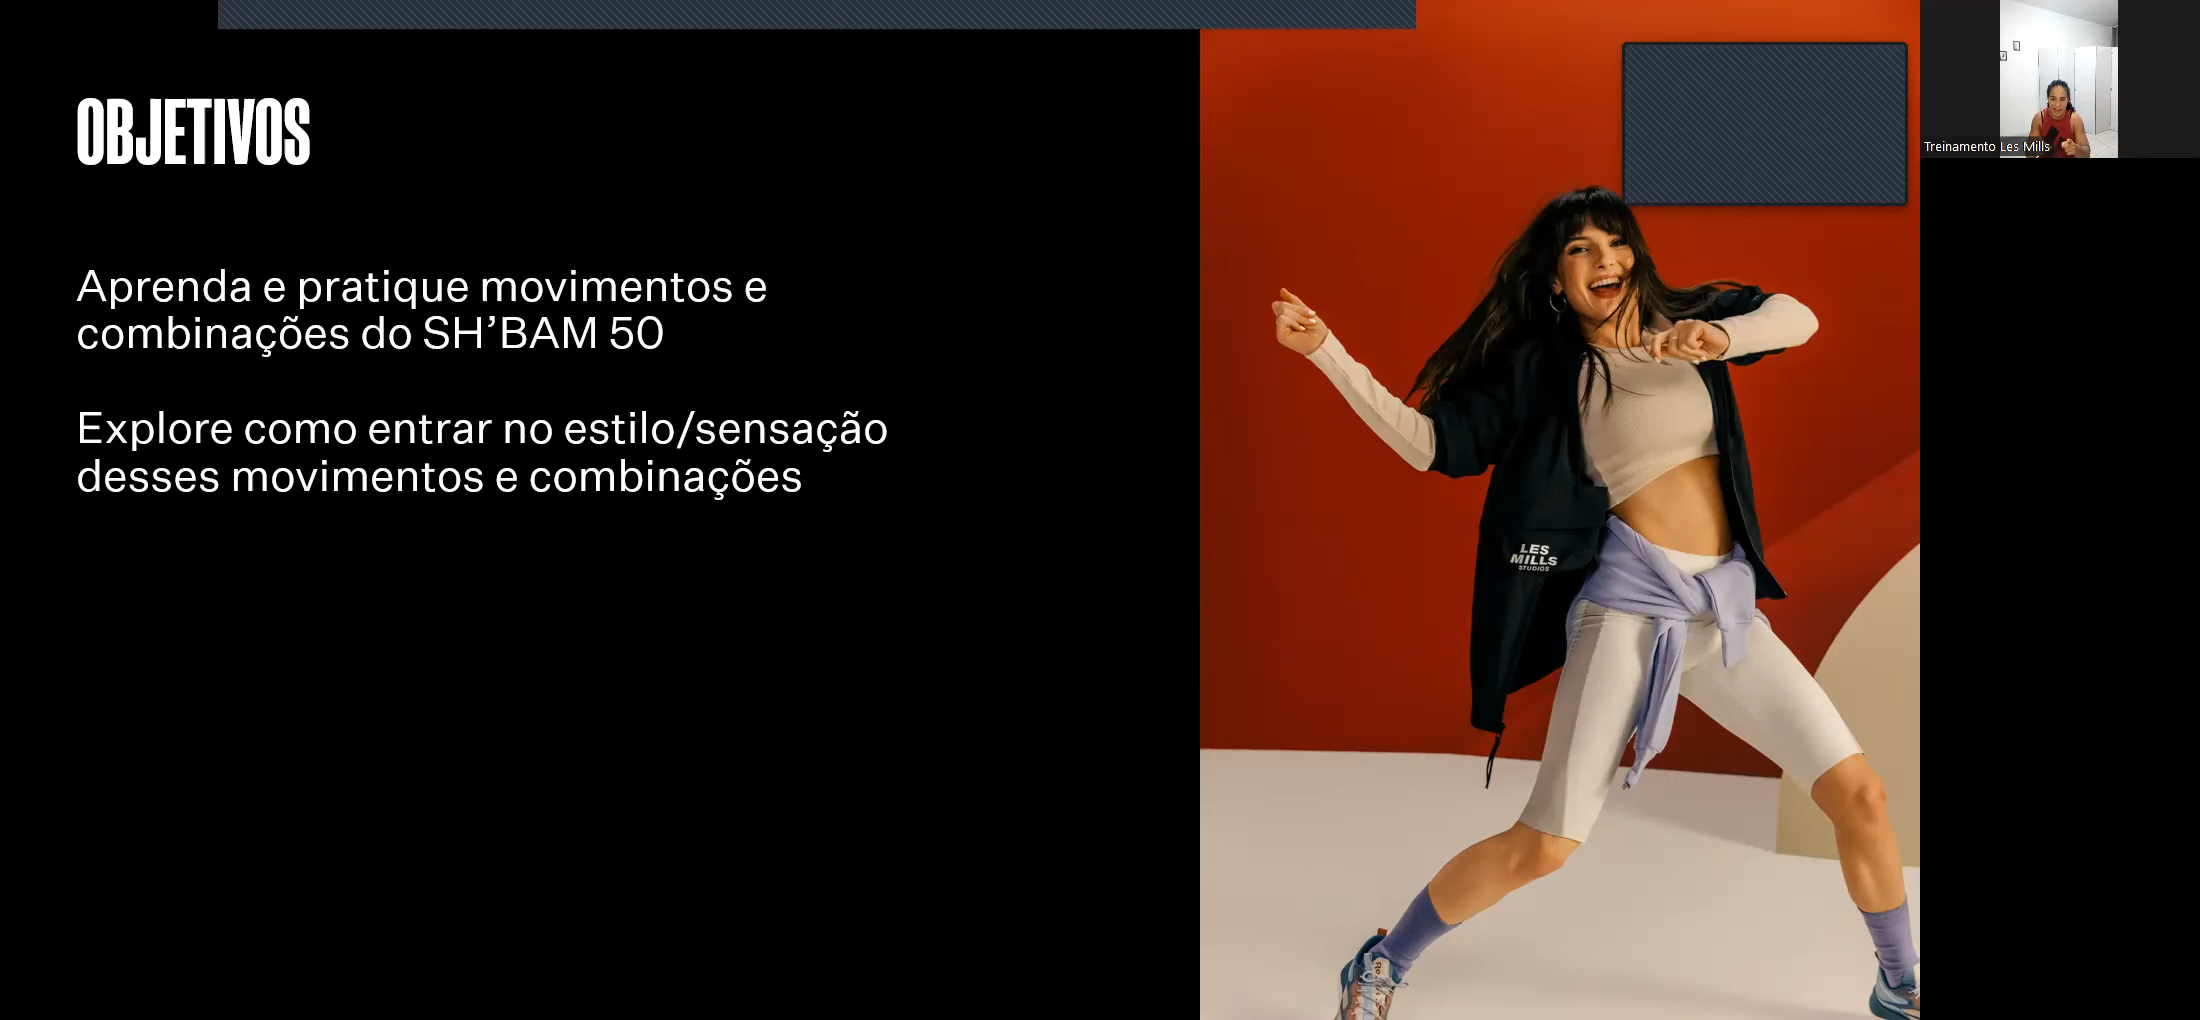 OBJETIVOS
Aprenda e pratique movimentos e
combinações do SH’BAM 50
Explore como entrar no estilo/sensação
desses movimentos e combinações
LES
MILLS
STUDIOS
Treinamento Les Mills